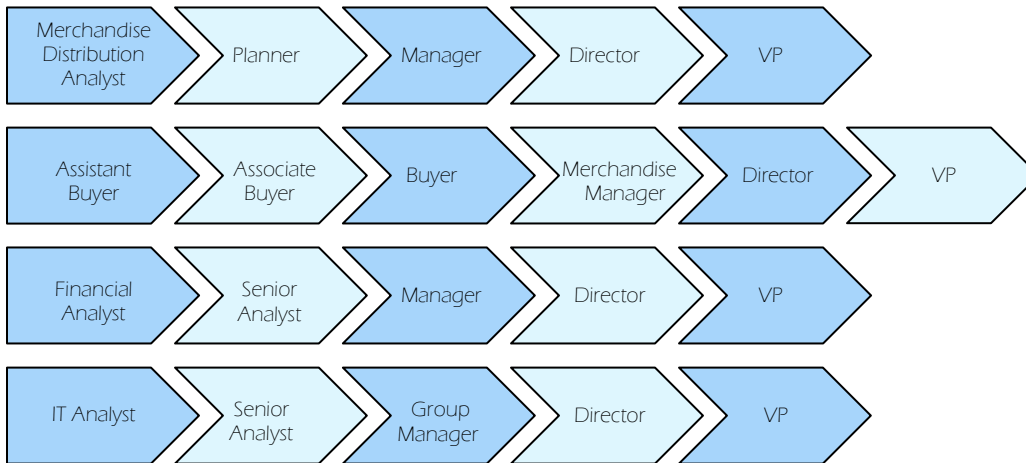 Merchandise
Distribution
Analyst
Planner
Manager
Director
VP
Assistant
Buyer
Associate
Buyer
Buyer
Merchandise
Manager
Director
VP
Financial
Analyst
Senior
Analyst
Manager
Director
VP
IT Analyst
Senior
Analyst
Group
Manager
Director
VP